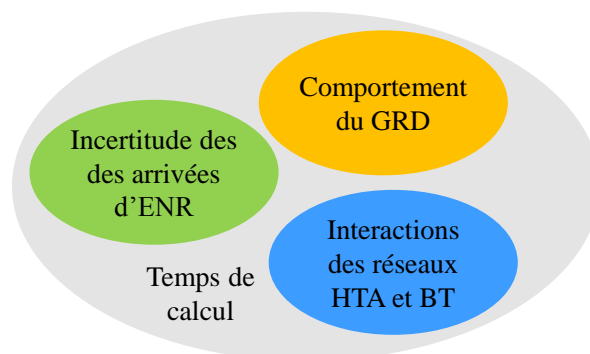 Comportement
du GRD
Incertitude des
des arrivées
d’ENR
Interactions
des réseaux
HTA et BT
Temps de
calcul